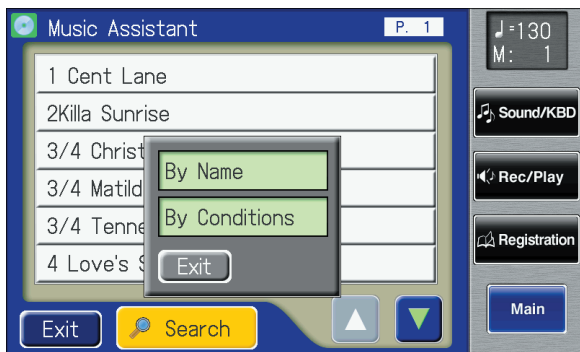 Music Assistant
P. 1
♩=130
M: 1
1 Cent Lane
2Killa Sunrise
3/4 Christ
3/4 Matild
3/4 Tenne
4 Love's S
By Name
By Conditions
Exit
Sound/KBD
Rec/Play
Registration
Main
Exit
Search